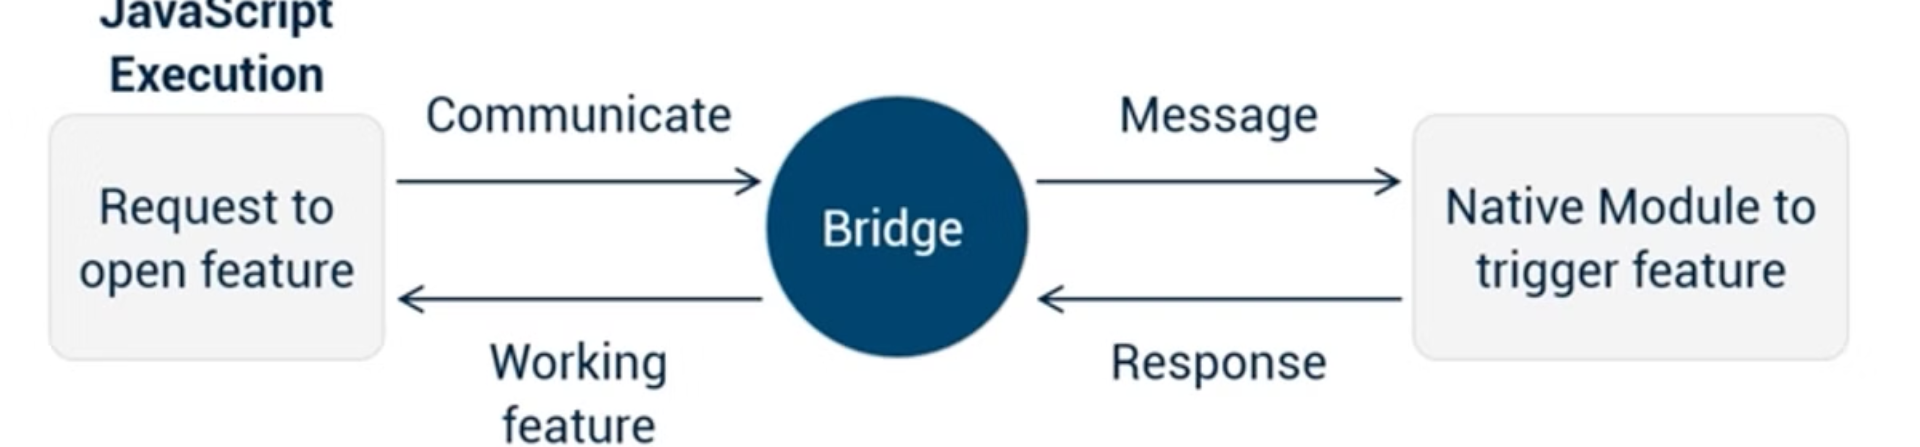 JavaScript
Execution
Communicate
Message
Request to
open feature
Bridge
Native Module to
trigger feature
Working
feature
Response